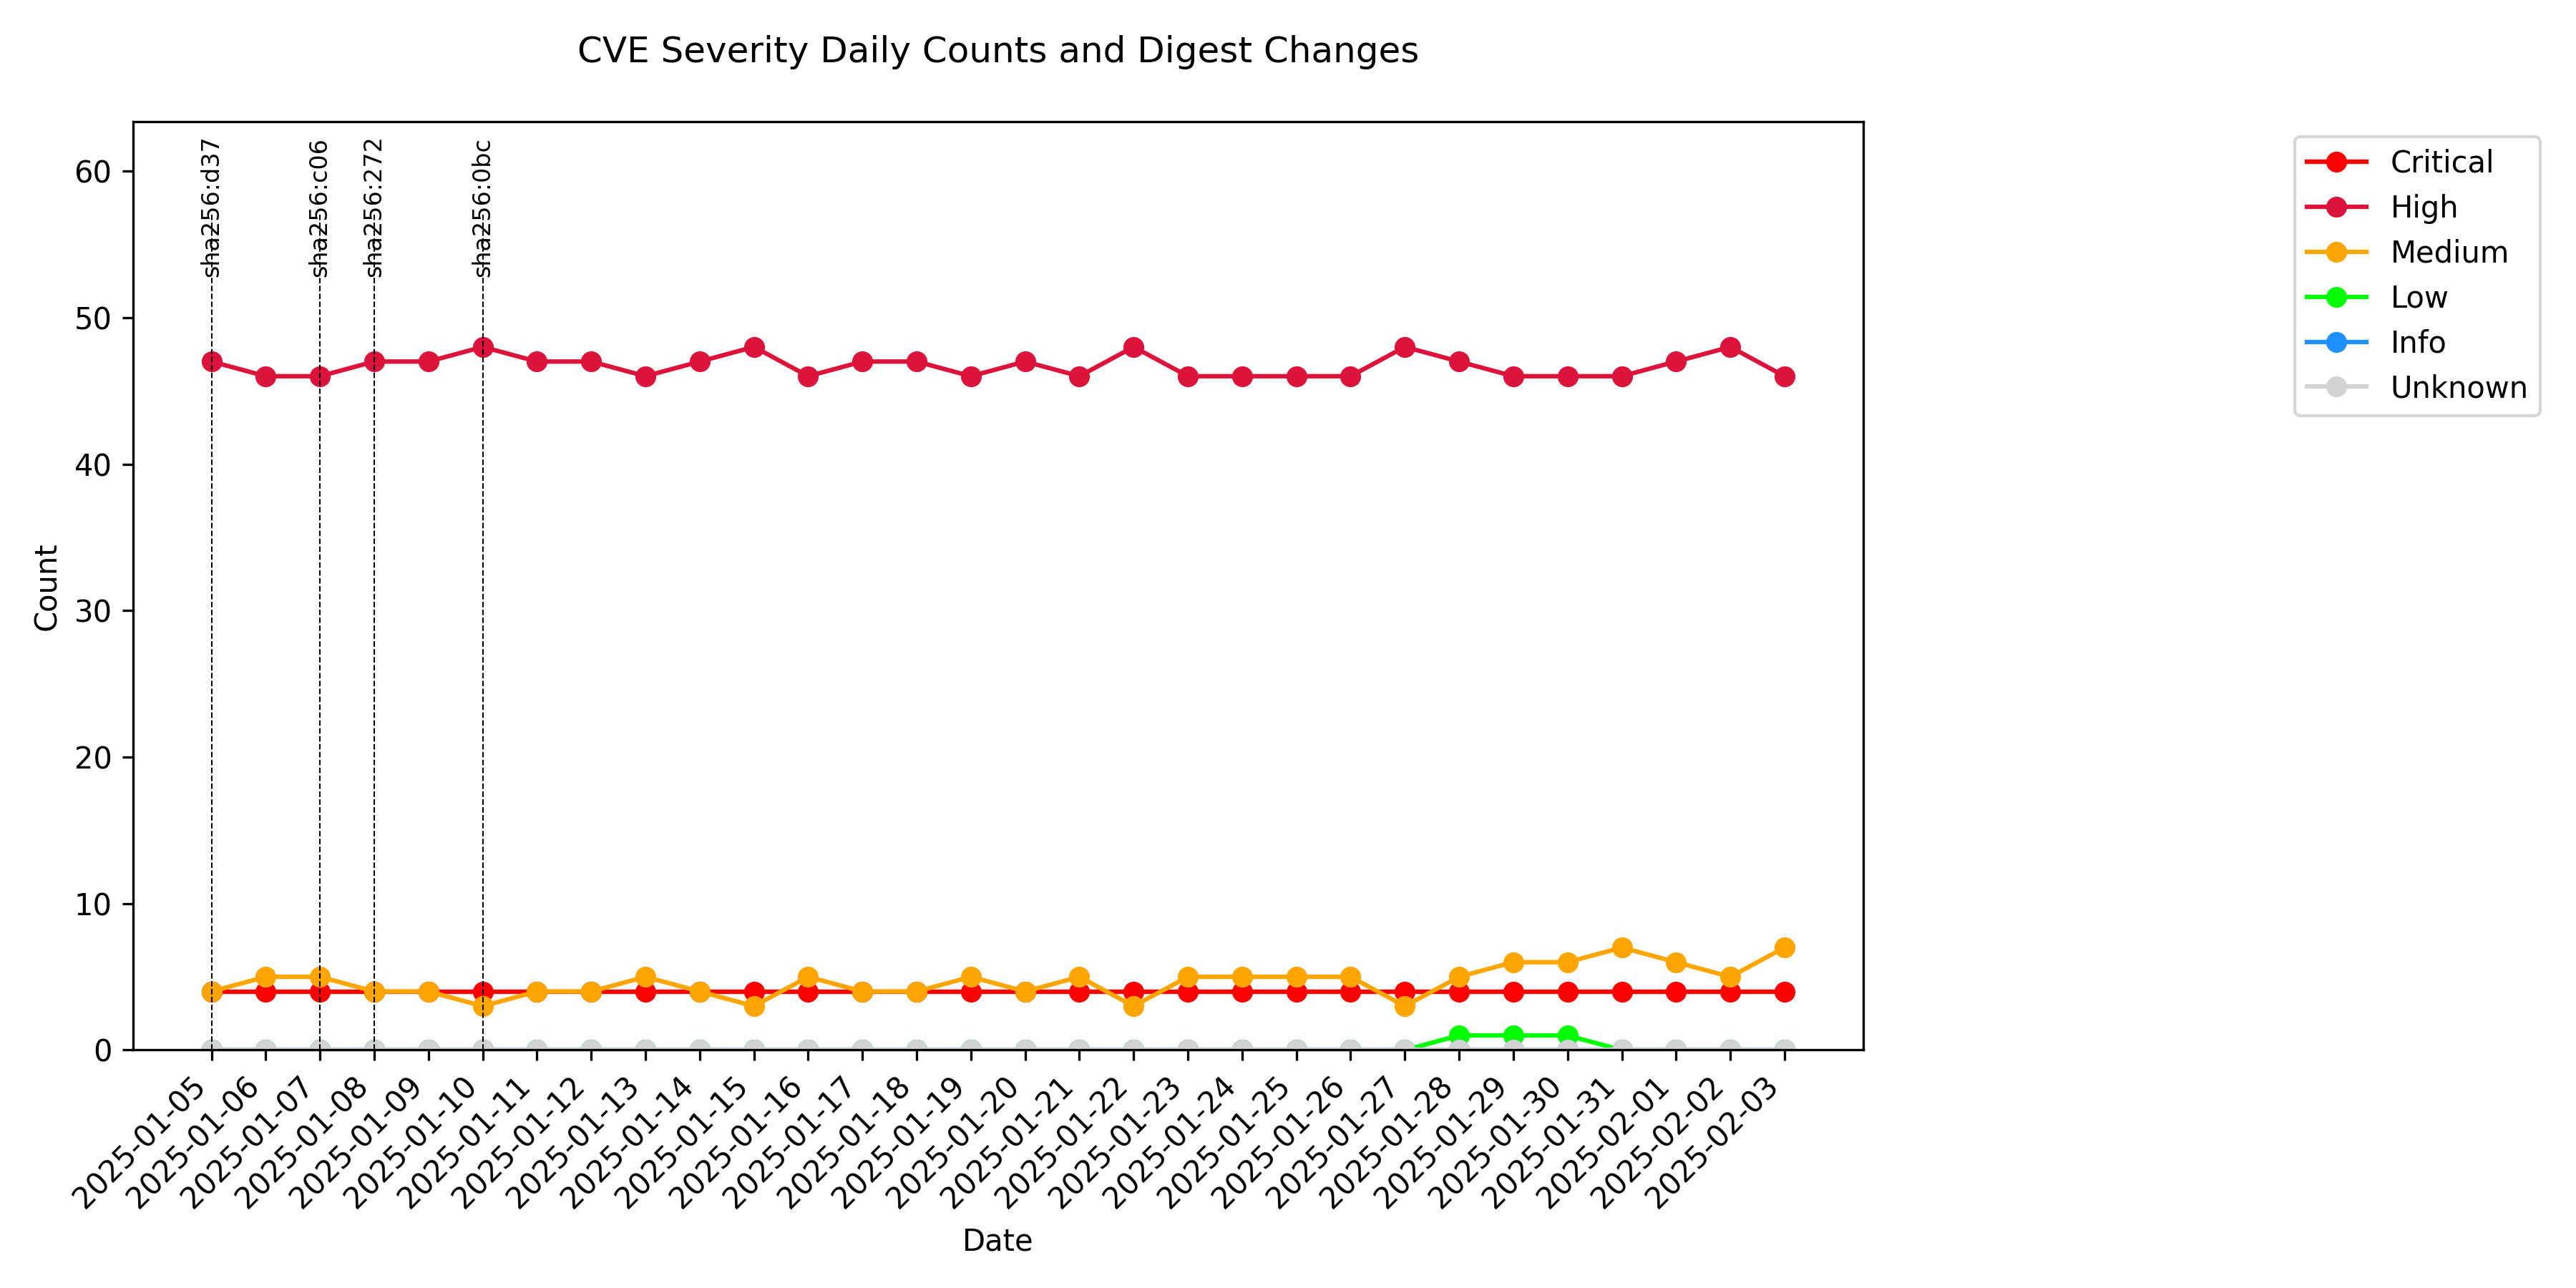 CVE Severity Daily Counts and Digest Changes
sha256:d37
sha256:c06
sha256:272
sha256:0bc
Critical
High
Medium
Low
Info
Unknown
60
50
40
30
20
10
0
Count
2025-01-05
2025-01-06
2025-01-07
2025-01-08
2025-01-09
2025-01-10
2025-01-11
2025-01-12
2025-01-13
2025-01-14
2025-01-15
2025-01-16
2025-01-17
2025-01-18
2025-01-19
2025-01-20
2025-01-21
2025-01-22
2025-01-23
2025-01-24
2025-01-25
2025-01-26
2025-01-27
2025-01-28
2025-01-29
2025-01-30
2025-01-31
2025-02-01
2025-02-02
2025-02-03
Date